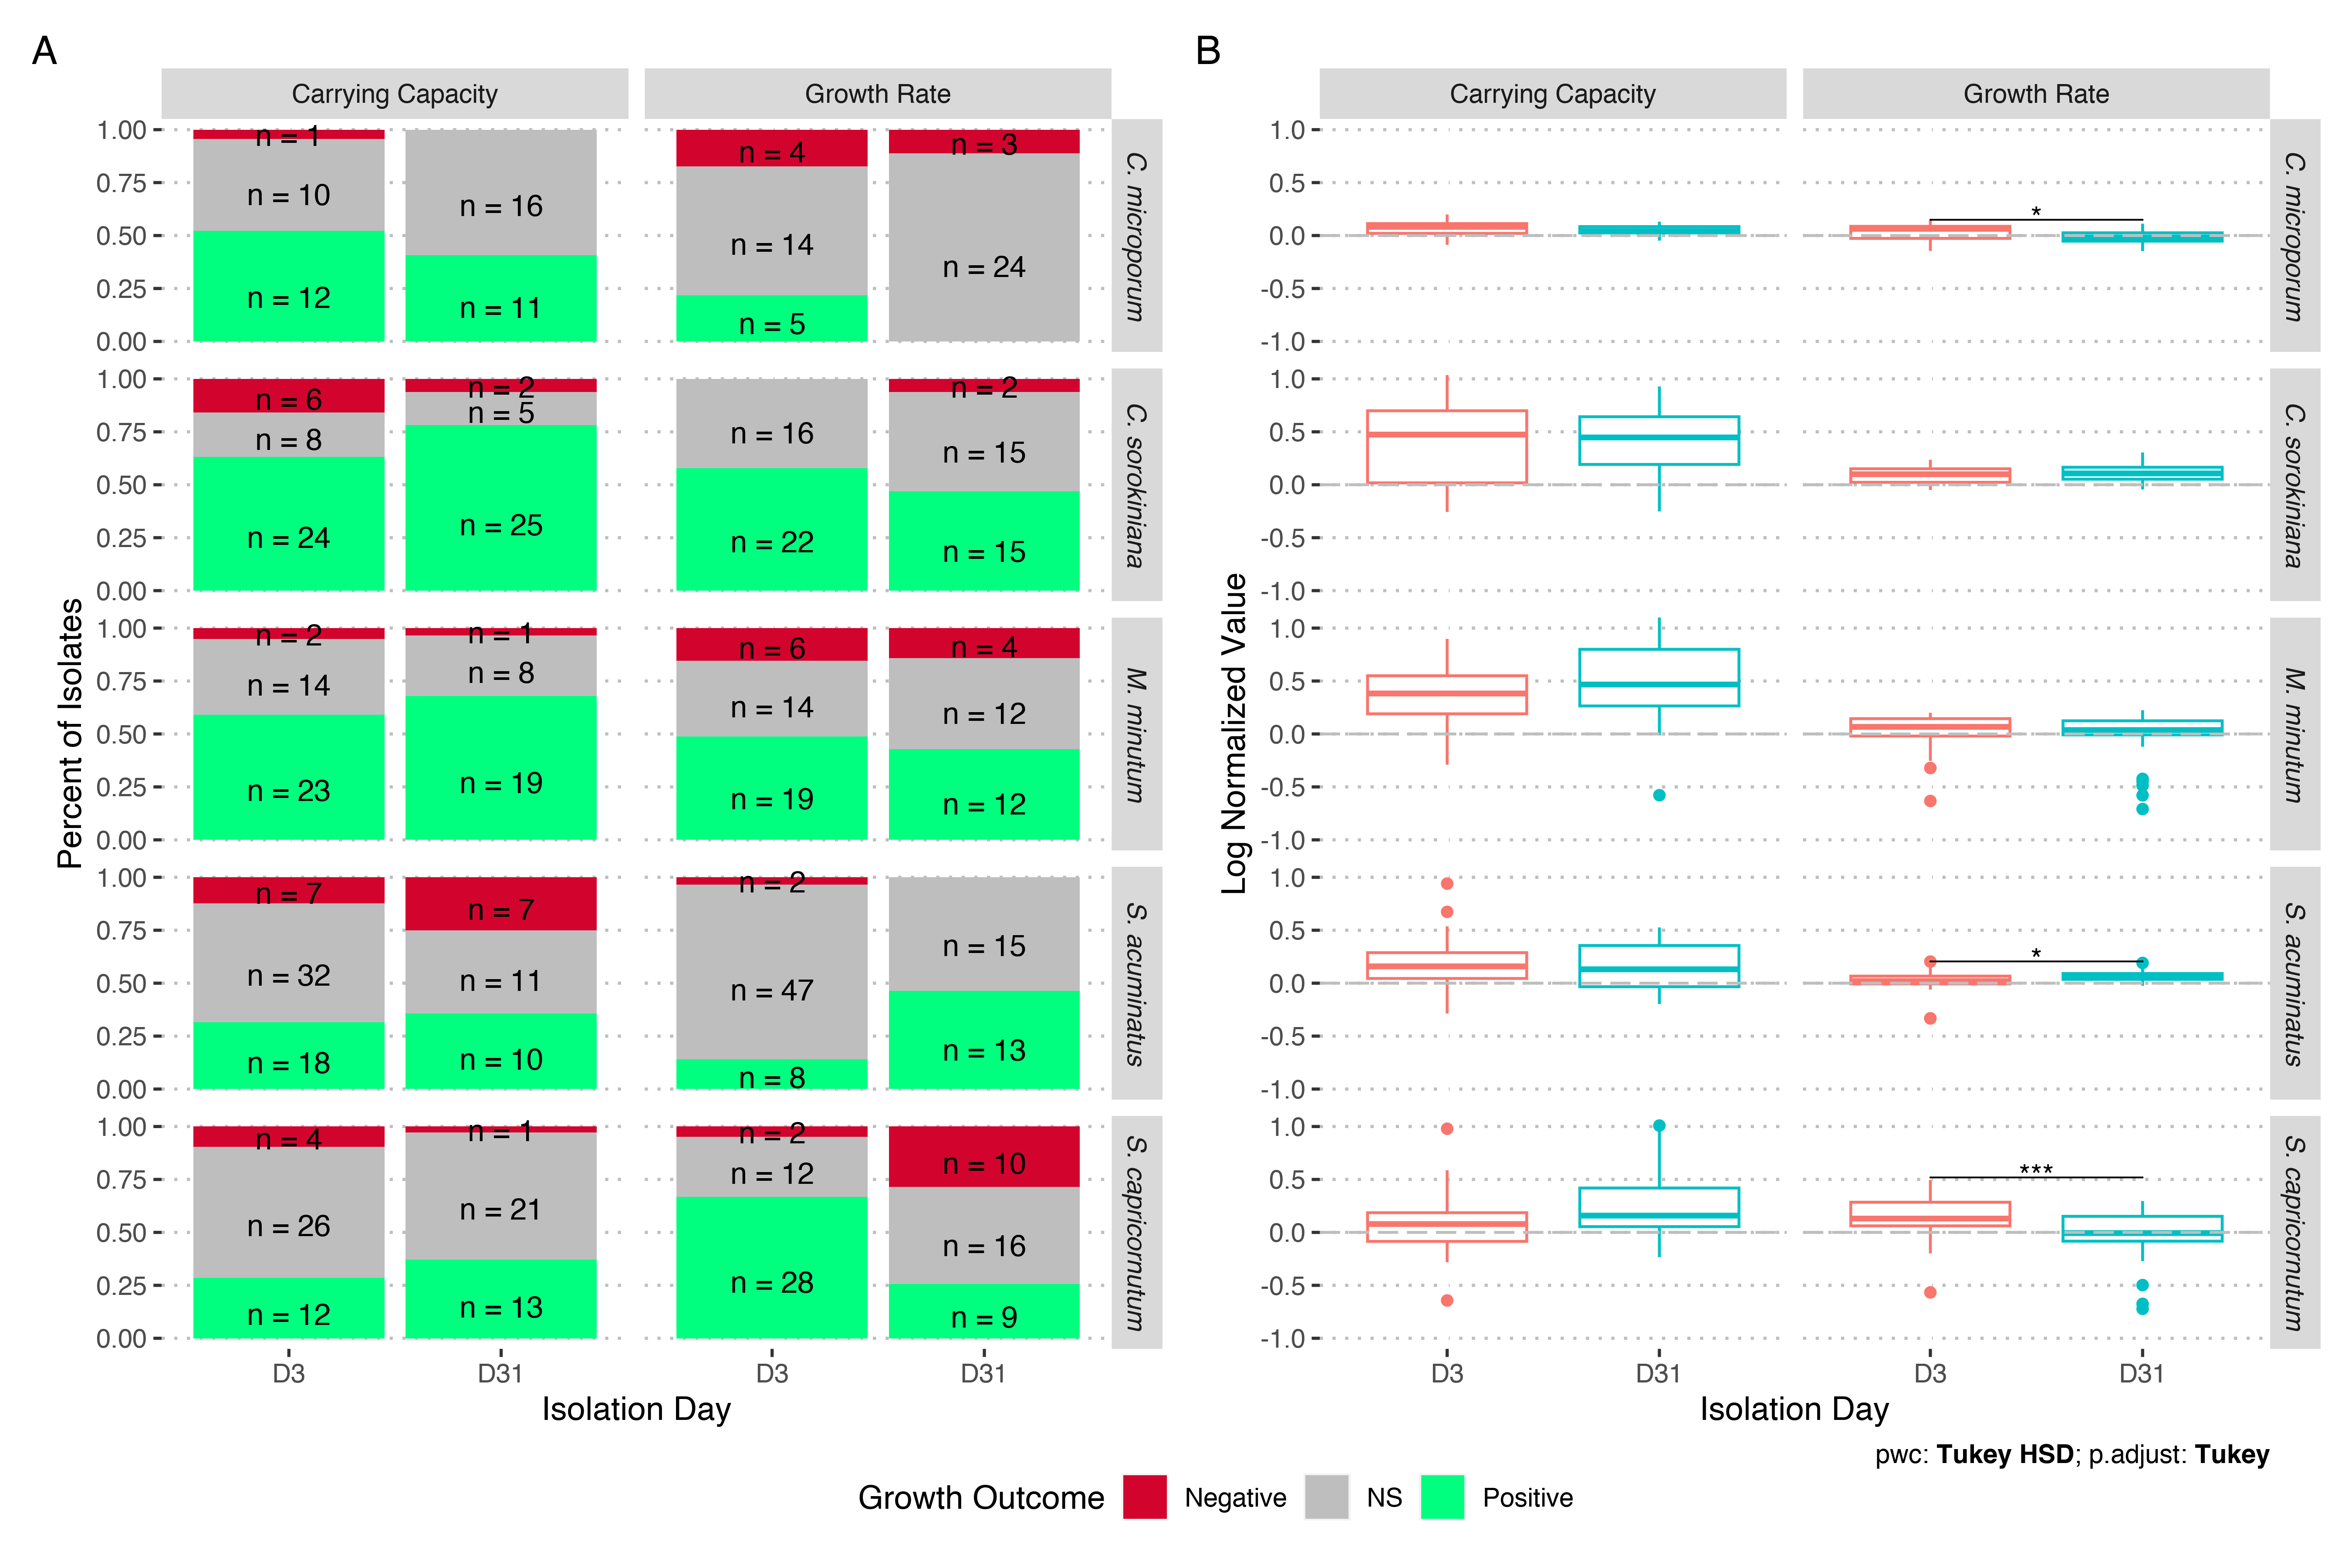 A
Carrying Capacity
Growth Rate
Percent of Isolates
1.00
0.75
0.50
0.25
0.00
n = 1
n = 10
n = 12
n = 16
n = 11
n = 4
n = 14
n = 5
n = 3
n = 24
C. microporum
1.00
0.75
0.50
0.25
0.00
n = 6
n = 8
n = 24
n = 2
n = 5
n = 25
n = 16
n = 22
n = 2
n = 15
n = 15
C. sorokiniana
1.00
0.75
0.50
0.25
0.00
n = 2
n = 14
n = 23
n = 1
n = 8
n = 19
n = 6
n = 14
n = 19
n = 4
n = 12
n = 12
M. minutum
1.00
0.75
0.50
0.25
0.00
n = 7
n = 32
n = 18
n = 7
n = 11
n = 10
n = 2
n = 47
n = 8
n = 15
n = 13
S. acuminatus
1.00
0.75
0.50
0.25
0.00
n = 4
n = 26
n = 12
n = 1
n = 21
n = 13
n = 2
n = 12
n = 28
n = 10
n = 16
n = 9
S. capricornutum
D3
D31
D3
D31
Isolation Day
B
Carrying Capacity
Growth Rate
Log Normalized Value
1.0
0.5
0.0
-0.5
-1.0
*
C. microporum
1.0
0.5
0.0
-0.5
-1.0
C. sorokiniana
1.0
0.5
0.0
-0.5
-1.0
M. minutum
1.0
0.5
0.0
-0.5
-1.0
*
S. acuminatus
1.0
0.5
0.0
-0.5
-1.0
***
S. capricornutum
D3
D31
D3
D31
Isolation Day
pwc: Tukey HSD; p.adjust: Tukey
Growth Outcome
Negative
NS
Positive